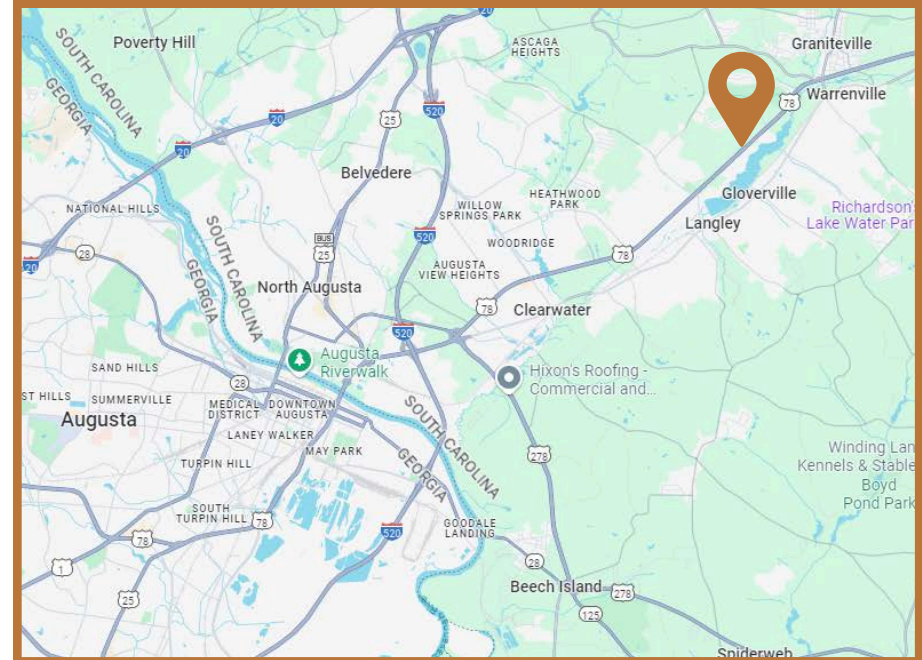 Poverty Hill
20
ASCAGA
HEIGHTS
Graniteville
SOUTH CAROLINA
GEORGIA
20
25
520
78
Warrenville
20
Belvedere
NATIONAL HILLS
SOUTH CAROLINA
GEORGIA
WILLOW
SPRINGS PARK
HEATHWOOD
PARK
Gloverville
Langley
Richardson's
Lake Water Par
28
20
BUS
25
520
WOODRIDGE
78
AUGUSTA
VIEW HEIGHTS
North Augusta
78
Clearwater
520
Augusta
Riverwalk
Hixon's Roofing -
Commercial and...
SAND HILLS
28
ST HILLS
SUMMERVILLE
MEDICAL
DISTRICT
DOWNTOWN
AUGUSTA
SOUTH CAROLINA
GEORGIA
Augusta
LANEY WALKER
MAY PARK
TURPIN HILL
278
Winding Lan
Kennels & Stable
Boyd
Pond Park
SOUTH
TURPIN HILL
78
78
520
GOODALE
LANDING
28
1
25
Beech Island
278
125
Spiderweb